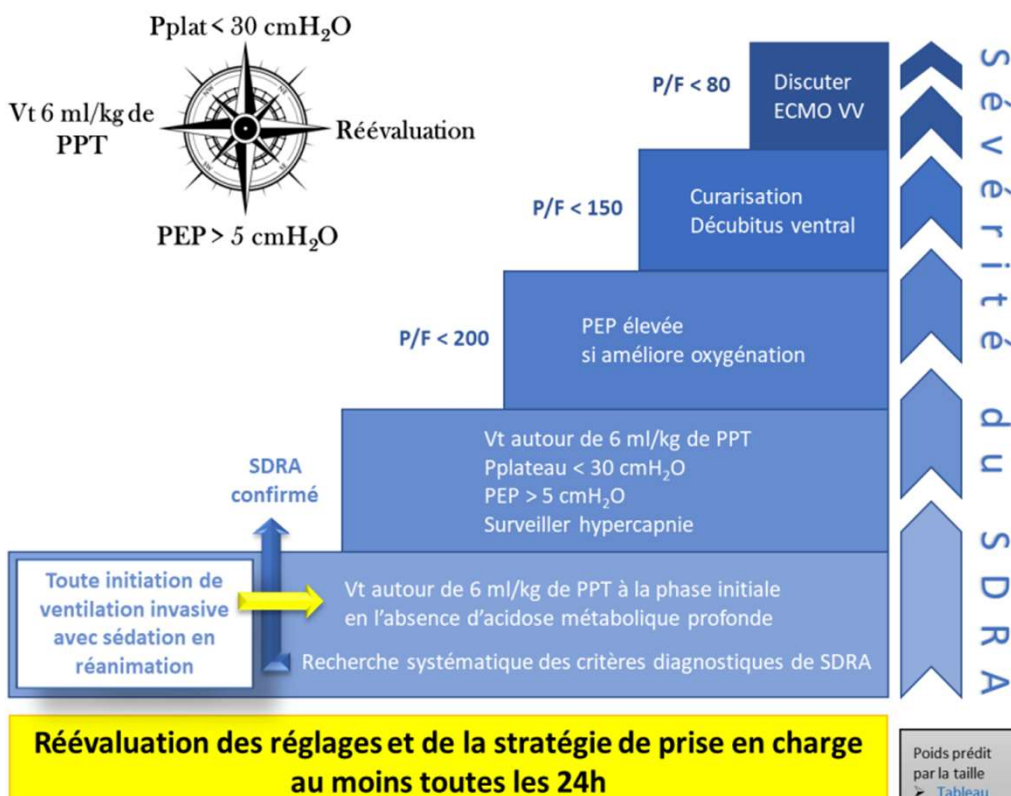 Pplat < 30 cmH₂O
Vt 6 ml/kg de
PPT
Réévaluation
PEP > 5 cmH₂O
P/F < 80
Discuter
ECMO VV
P/F < 150
Curarisation
Décubitus ventral
P/F < 200
PEP élevée
si améliore oxygénation
SDRA
confirmé
Vt autour de 6 ml/kg de PPT
Pplateau < 30 cmH₂O
PEP > 5 cmH₂O
Surveiller hypercapnie
Toute initiation de
ventilation invasive
avec sédation en
réanimation
Vt autour de 6 ml/kg de PPT à la phase initiale
en l'absence d'acidose métabolique profonde
Recherche systématique des critères diagnostiques de SDRA
Sévérité du SDRA
Réévaluation des réglages et de la stratégie de prise en charge
au moins toutes les 24h
Poids prédit
par la taille
➢ Tableau